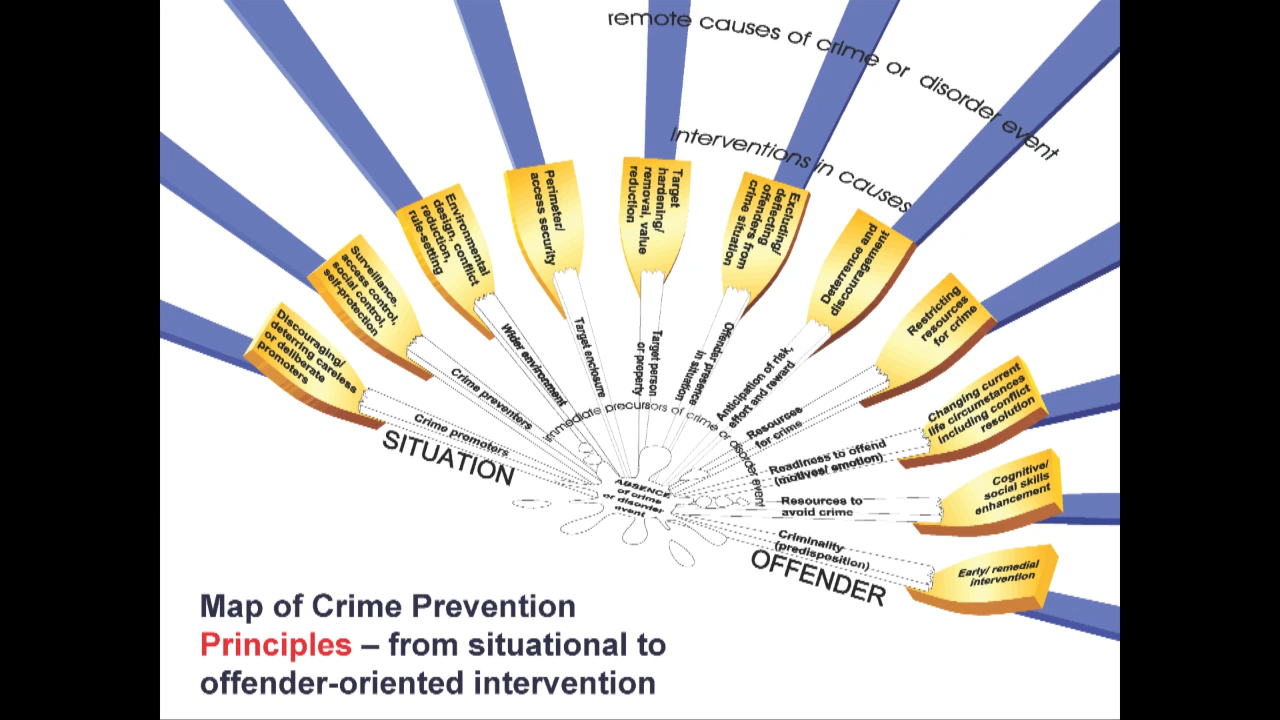 remote causes of crime or disorder event
interventions in causes
Discouraging/
deterring careless
or deliberate
promoters
Surveillance,
access control,
social control,
self-protection
Environmental
design, conflict
reduction,
rule-setting
Perimeter/
access security
Target
hardening/
removal, value
reduction
Excluding/
deflecting
offenders from
crime situation
Deterrence and
discouragement
Restricting
resources
for crime
Changing current
life circumstances
including conflict
resolution
Cognitive/
social skills
enhancement
Early/ remedial
intervention
Crime promoters
Crime preventers
Wider environment
Target enclosure
Target person
or property
Offender presence
in situation
Anticipation of risk,
effort and reward
Resources
for crime
Readiness to offend
(motives/ emotion)
Resources to
avoid crime
Criminality
(predisposition)
immediate precursors of crime or disorder event
ABSENCE
of crime
or disorder
event
SITUATION
OFFENDER
Map of Crime Prevention
Principles – from situational to
offender-oriented intervention